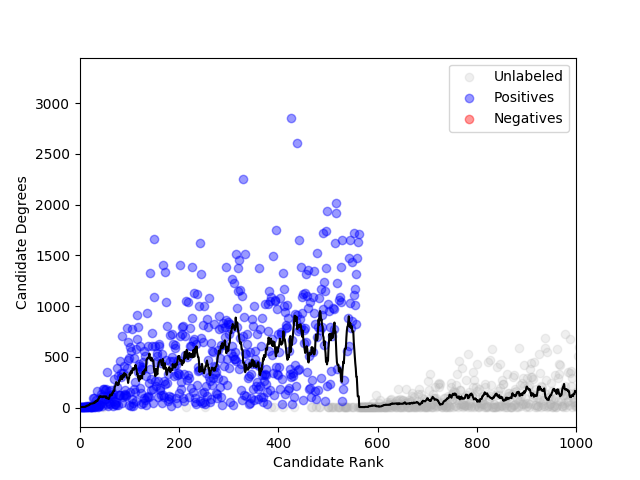 Unlabeled
Positives
Negatives
3000
2500
2000
1500
1000
500
0
Candidate Degrees
0 200 400 600 800 1000
Candidate Rank